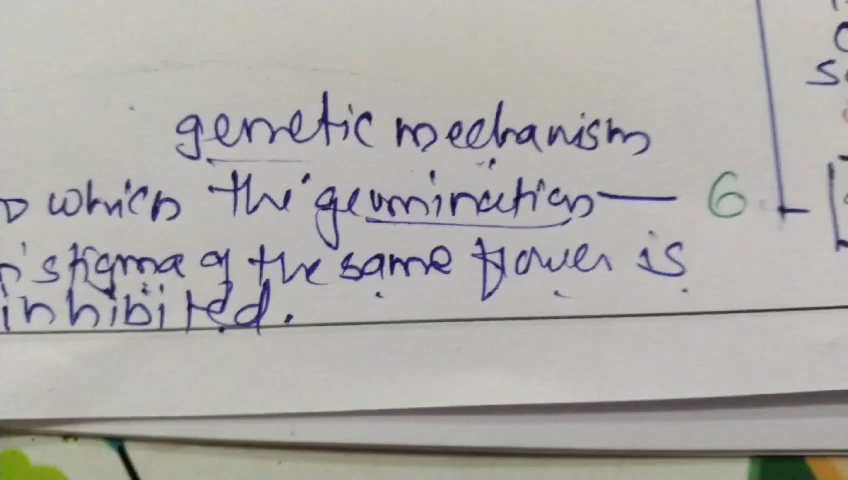 genetic mechanism
which the germination — 6
stigma of the same flower is
inhibited.